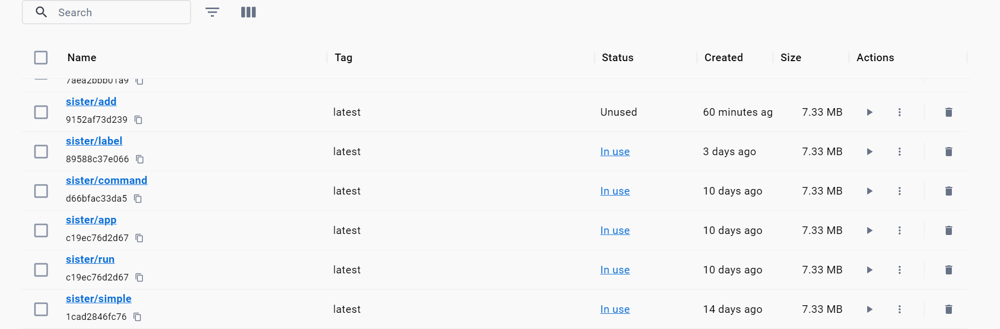 Search
Name Tag Status Created Size Actions
7aea2bbb01a9
sister/add
9152af73d239
latest Unused 60 minutes ag 7.33 MB
sister/label
89588c37e066
latest In use 3 days ago 7.33 MB
sister/command
d66bfac33da5
latest In use 10 days ago 7.33 MB
sister/app
c19ec76d2d67
latest In use 10 days ago 7.33 MB
sister/run
c19ec76d2d67
latest In use 10 days ago 7.33 MB
sister/simple
1cad2846fc76
latest In use 14 days ago 7.33 MB